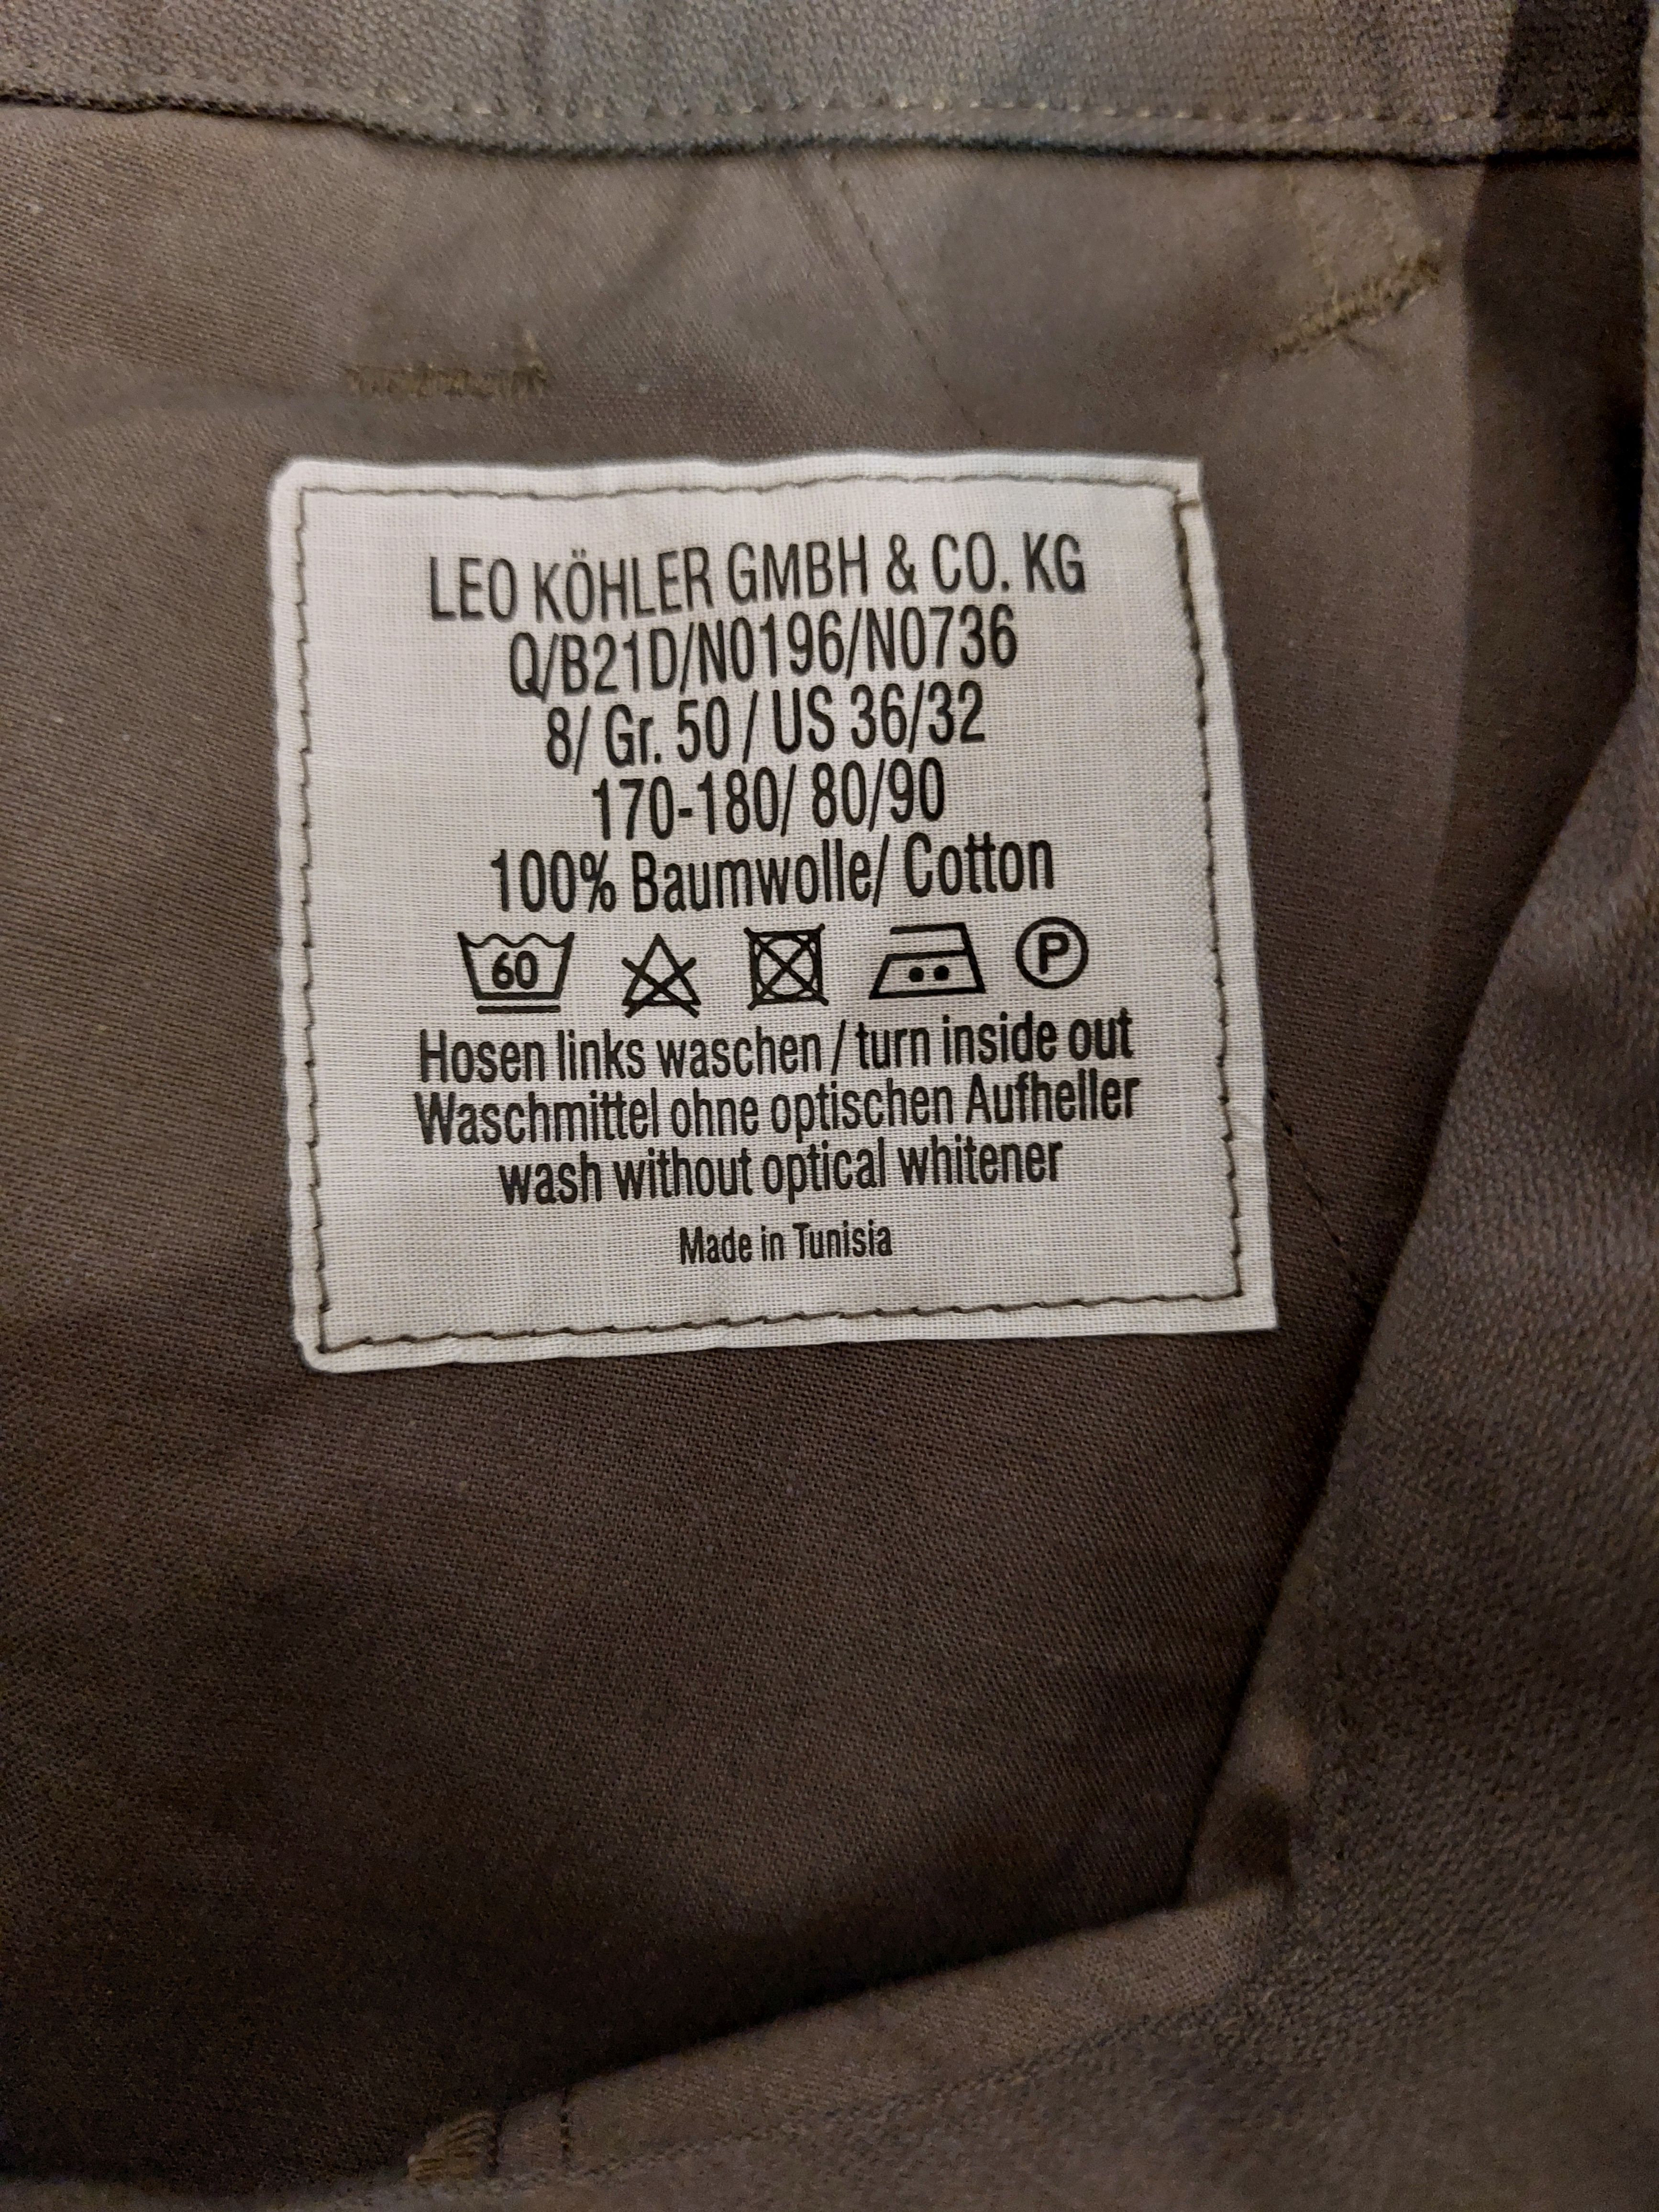 LEO KÖHLER GMBH & CO. KG
Q/B21D/N0196/N0736
8/ Gr. 50 / US 36/32
170-180/ 80/90
100% Baumwolle/ Cotton
60 P
Hosen links waschen / turn inside out
Waschmittel ohne optischen Aufheller
wash without optical whitener
Made in Tunisia